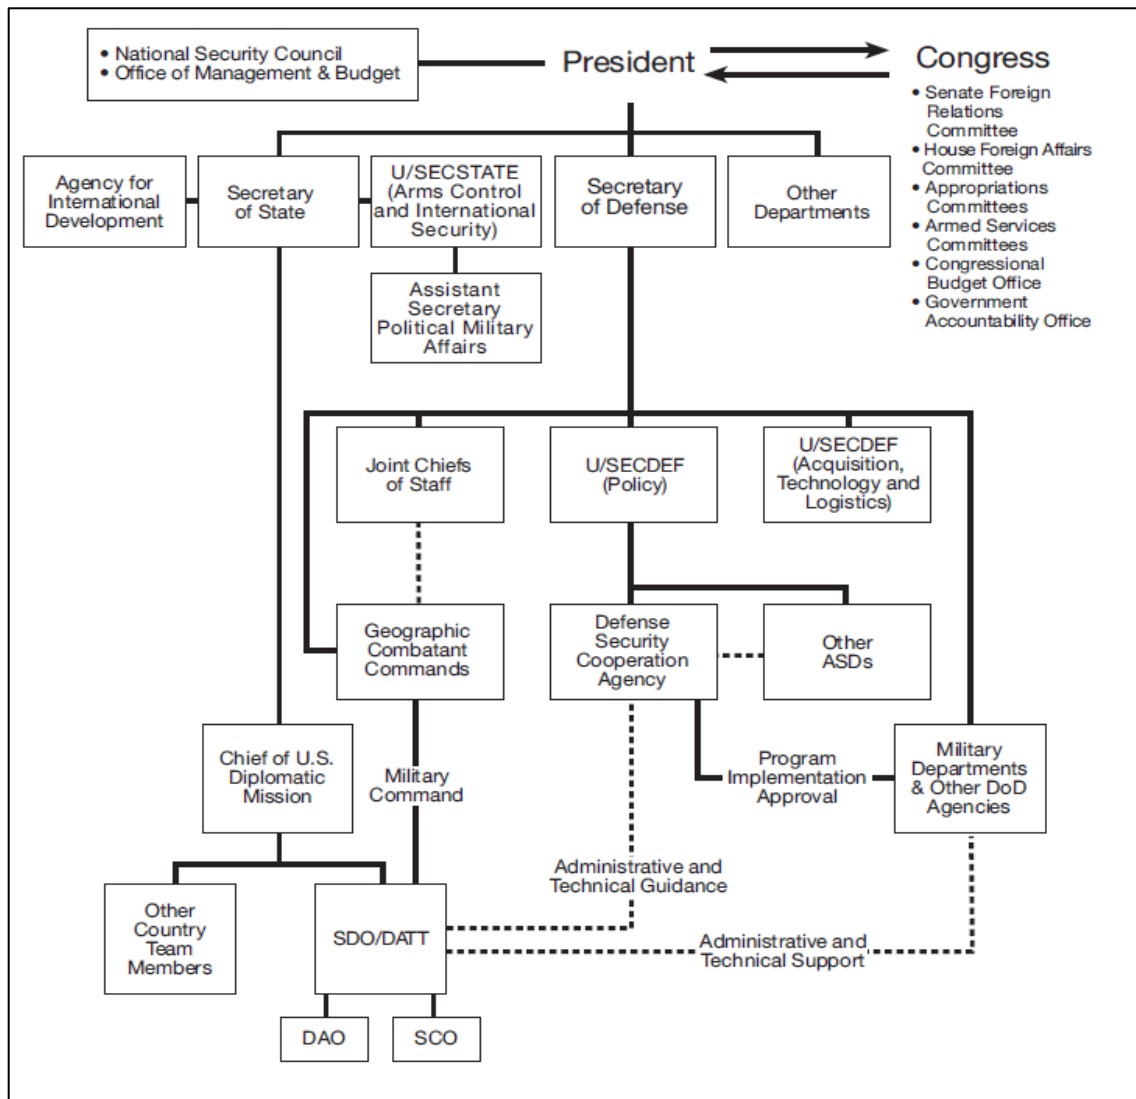 • National Security Council
• Office of Management & Budget
President
Congress
• Senate Foreign
Relations
Committee
• House Foreign Affairs
Committee
• Appropriations
Committees
• Armed Services
Committees
• Congressional
Budget Office
• Government
Accountability Office
Agency for
International
Development
Secretary
of State
U/SECSTATE
(Arms Control
and International
Security)
Secretary
of Defense
Other
Departments
Assistant
Secretary
Political Military
Affairs
Joint Chiefs
of Staff
U/SECDEF
(Policy)
U/SECDEF
(Acquisition,
Technology and
Logistics)
Geographic
Combatant
Commands
Defense
Security
Cooperation
Agency
Other
ASDs
Chief of U.S.
Diplomatic
Mission
Military
Command
Program
Implementation
Approval
Military
Departments
& Other DoD
Agencies
Administrative and
Technical Guidance
Other
Country
Team
Members
SDO/DATT
Administrative and
Technical Support
DAO
SCO